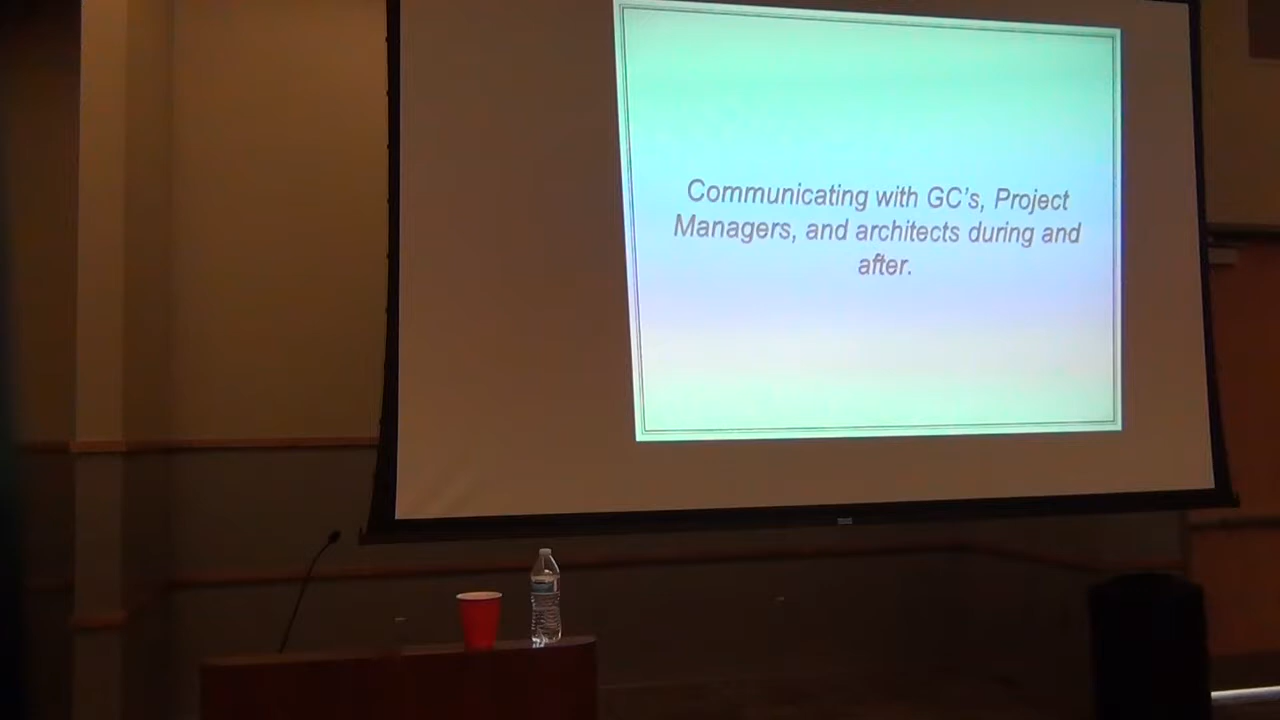 Communicating with GC's, Project
Managers, and architects during and
after.